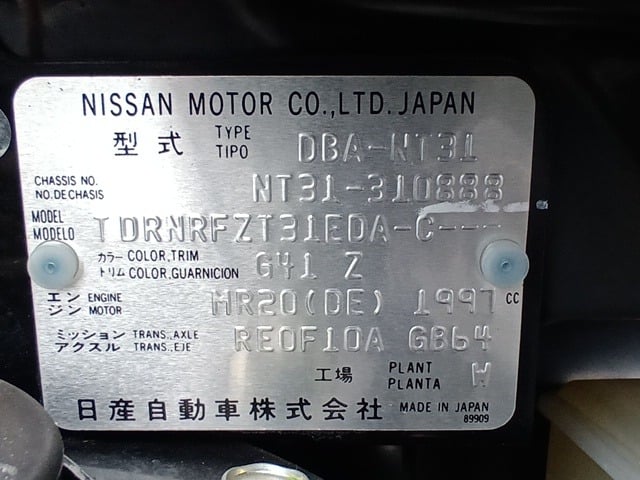 NISSAN MOTOR CO.,LTD. JAPAN
型式 TYPE TIPO DBA-NT31
CHASSIS NO. NO.DE CHASIS NT31-310888
MODEL MODELO TDRNRFZT31EDA-C---
カラー COLOR,TRIM トリム COLOR,GUARNICION G41 Z
エンジン ENGINE MOTOR MR20(DE) 1997 CC
ミッション TRANS.,AXLE アクスル TRANS.,EJE RE0F10A GB64
工場 PLANT PLANTA W
日産自動車株式会社 MADE IN JAPAN
89909